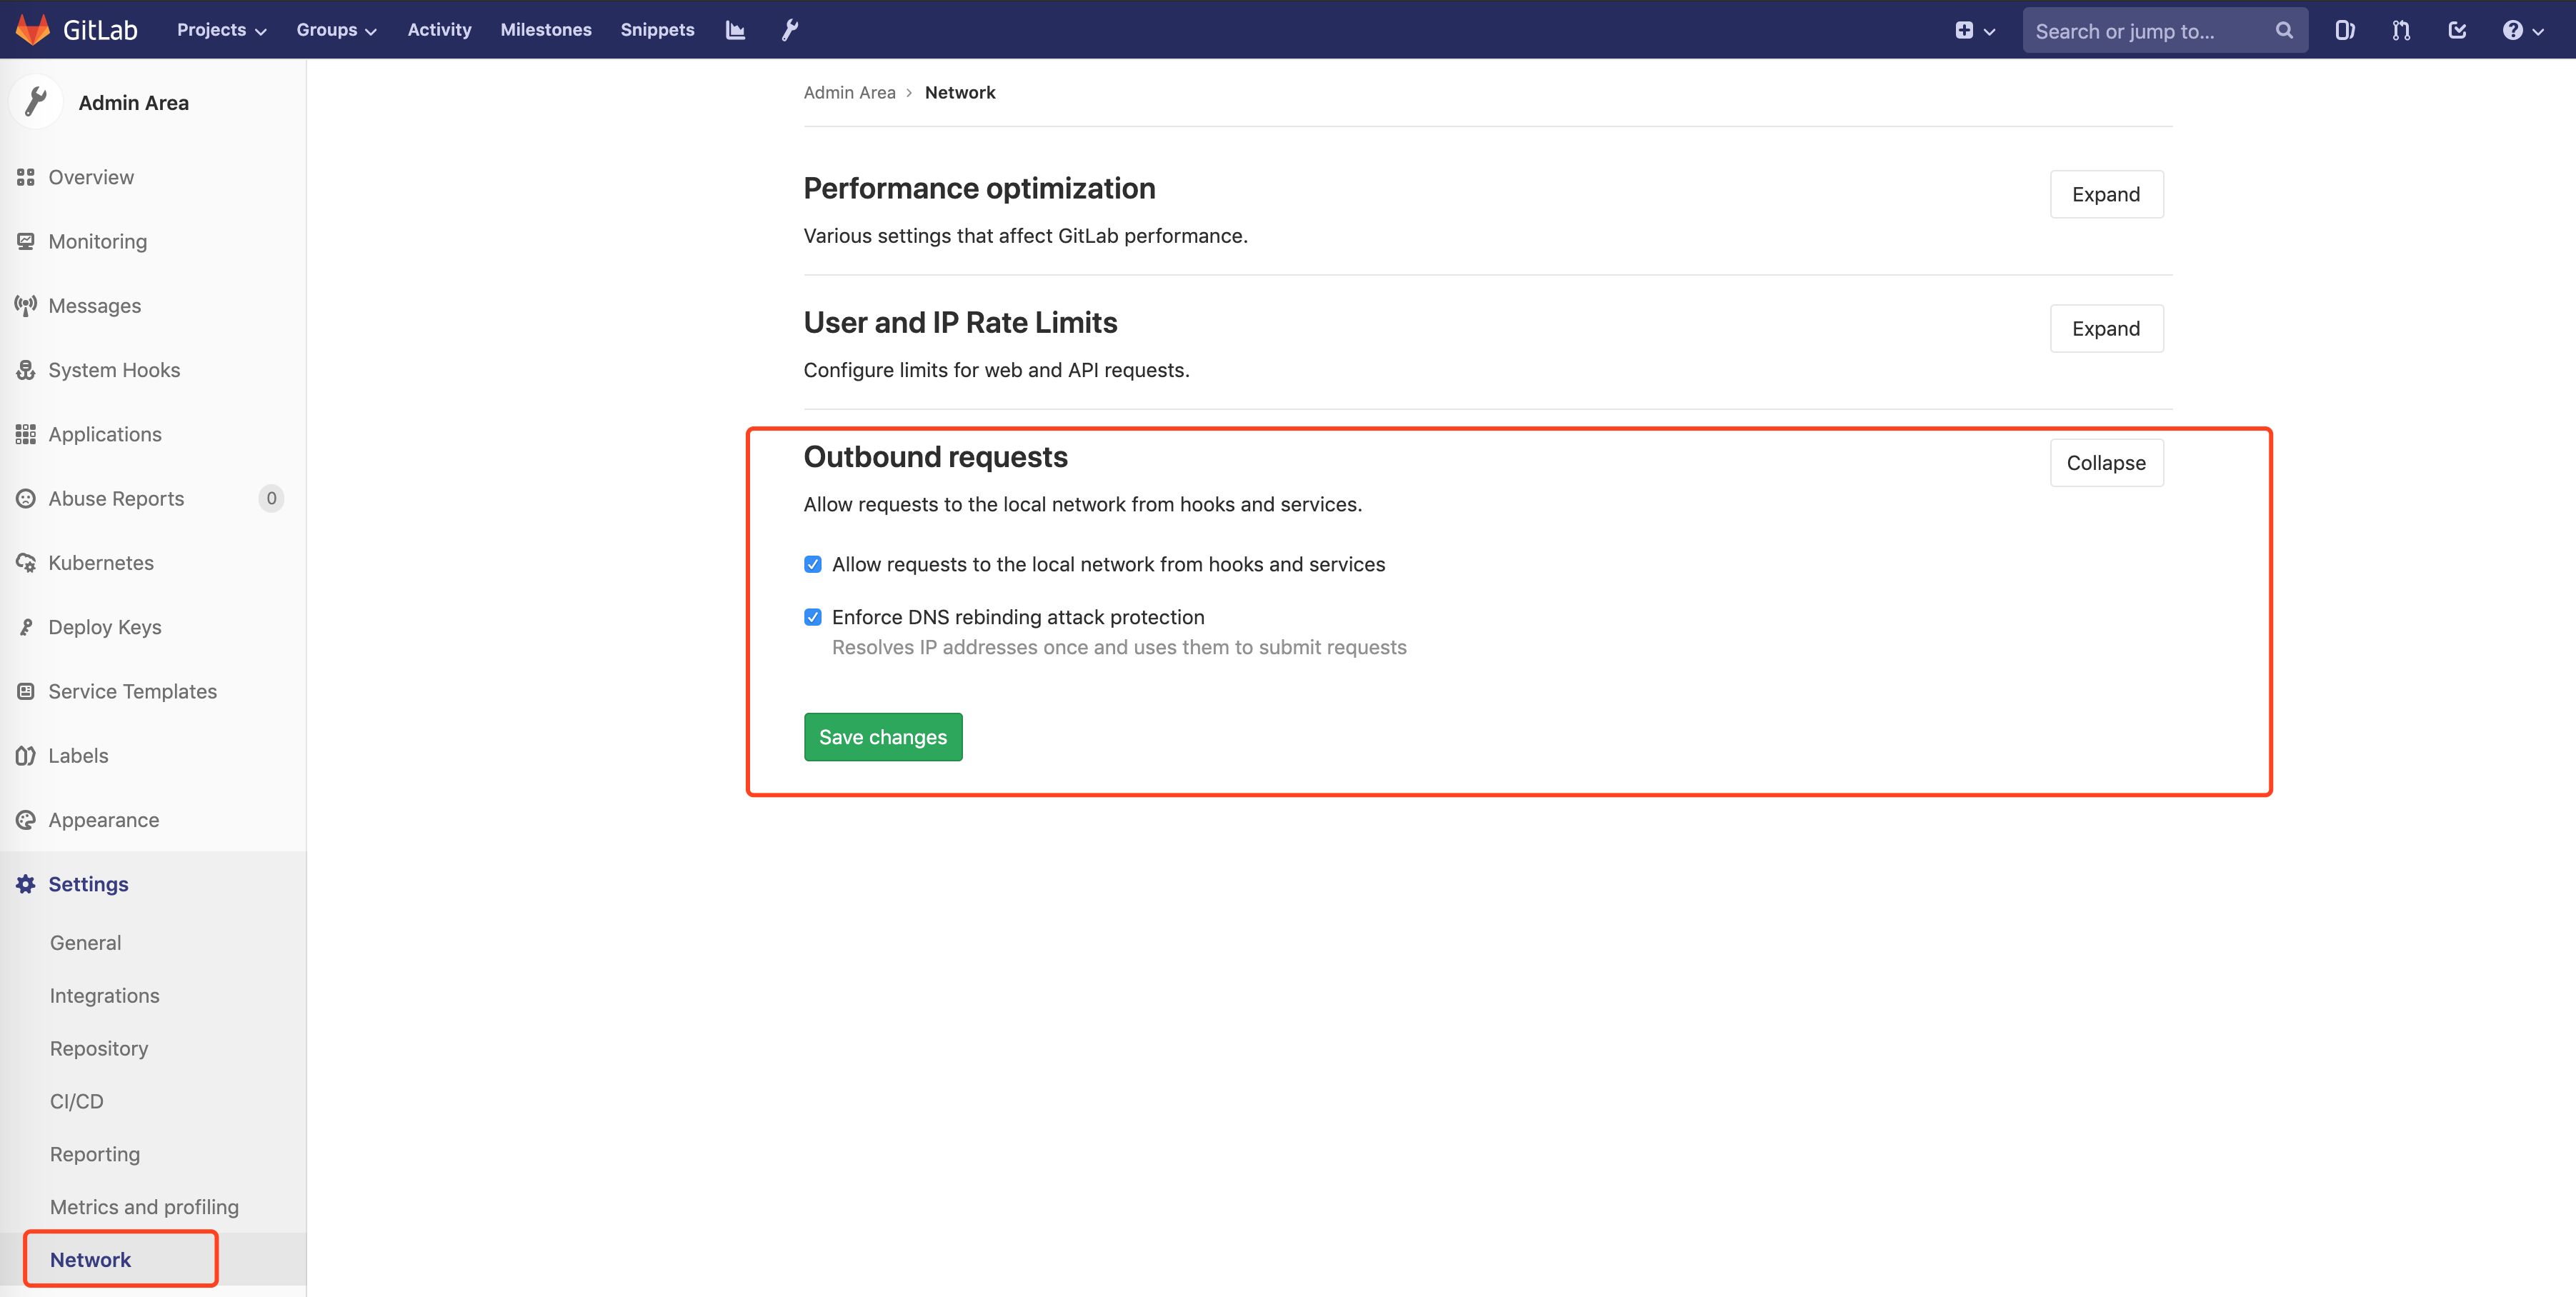 GitLab Projects Groups Activity Milestones Snippets Search or jump to...
Admin Area
Overview
Monitoring
Messages
System Hooks
Applications
Abuse Reports 0
Kubernetes
Deploy Keys
Service Templates
Labels
Appearance
Settings
General
Integrations
Repository
CI/CD
Reporting
Metrics and profiling
Network
Admin Area › Network
Performance optimization
Expand
Various settings that affect GitLab performance.
User and IP Rate Limits
Expand
Configure limits for web and API requests.
Outbound requests
Collapse
Allow requests to the local network from hooks and services.
Allow requests to the local network from hooks and services
Enforce DNS rebinding attack protection
Resolves IP addresses once and uses them to submit requests
Save changes